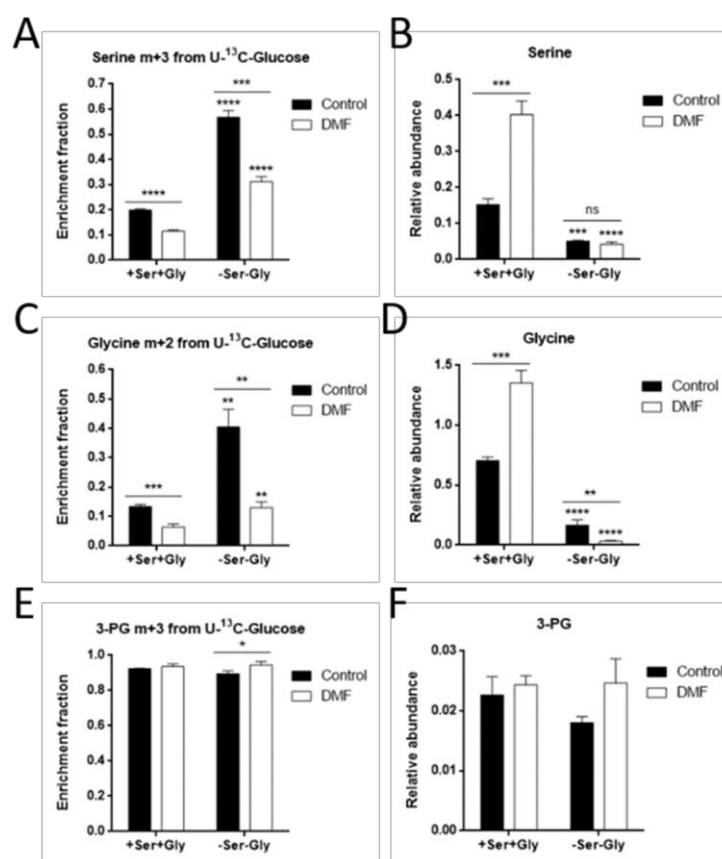 A
Serine m+3 from U-¹³C-Glucose
Enrichment fraction
0.7
0.6
0.5
0.4
0.3
0.2
0.1
0.0
****
***
****
****
Control
DMF
+Ser+Gly
-Ser-Gly
B
Serine
Relative abundance
0.5
0.4
0.3
0.2
0.1
0.0
***
ns
***
****
Control
DMF
+Ser+Gly
-Ser-Gly
C
Glycine m+2 from U-¹³C-Glucose
Enrichment fraction
0.6
0.5
0.4
0.3
0.2
0.1
0.0
***
**
**
**
Control
DMF
+Ser+Gly
-Ser-Gly
D
Glycine
Relative abundance
1.5
1.0
0.5
0.0
***
**
****
****
Control
DMF
+Ser+Gly
-Ser-Gly
E
3-PG m+3 from U-¹³C-Glucose
Enrichment fraction
1.0
0.8
0.6
0.4
0.2
0.0
*
Control
DMF
+Ser+Gly
-Ser-Gly
F
3-PG
Relative abundance
0.03
0.02
0.01
0.00
Control
DMF
+Ser+Gly
-Ser-Gly